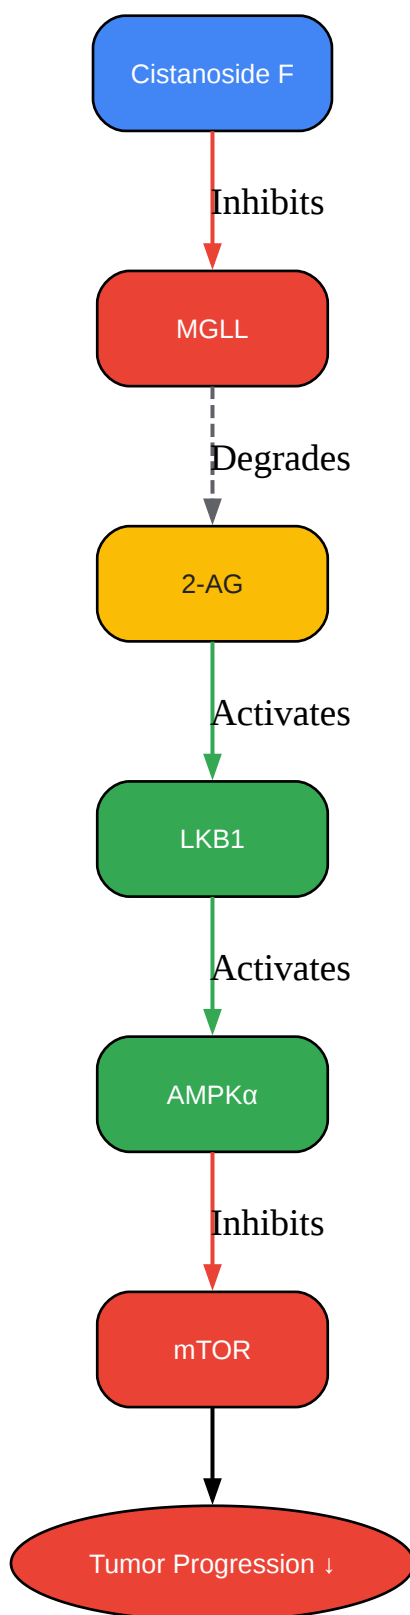 Cistanoside F
Inhibits
MGLL
Degrades
2-AG
Activates
LKB1
Activates
AMPKα
Inhibits
mTOR
Tumor Progression ↓